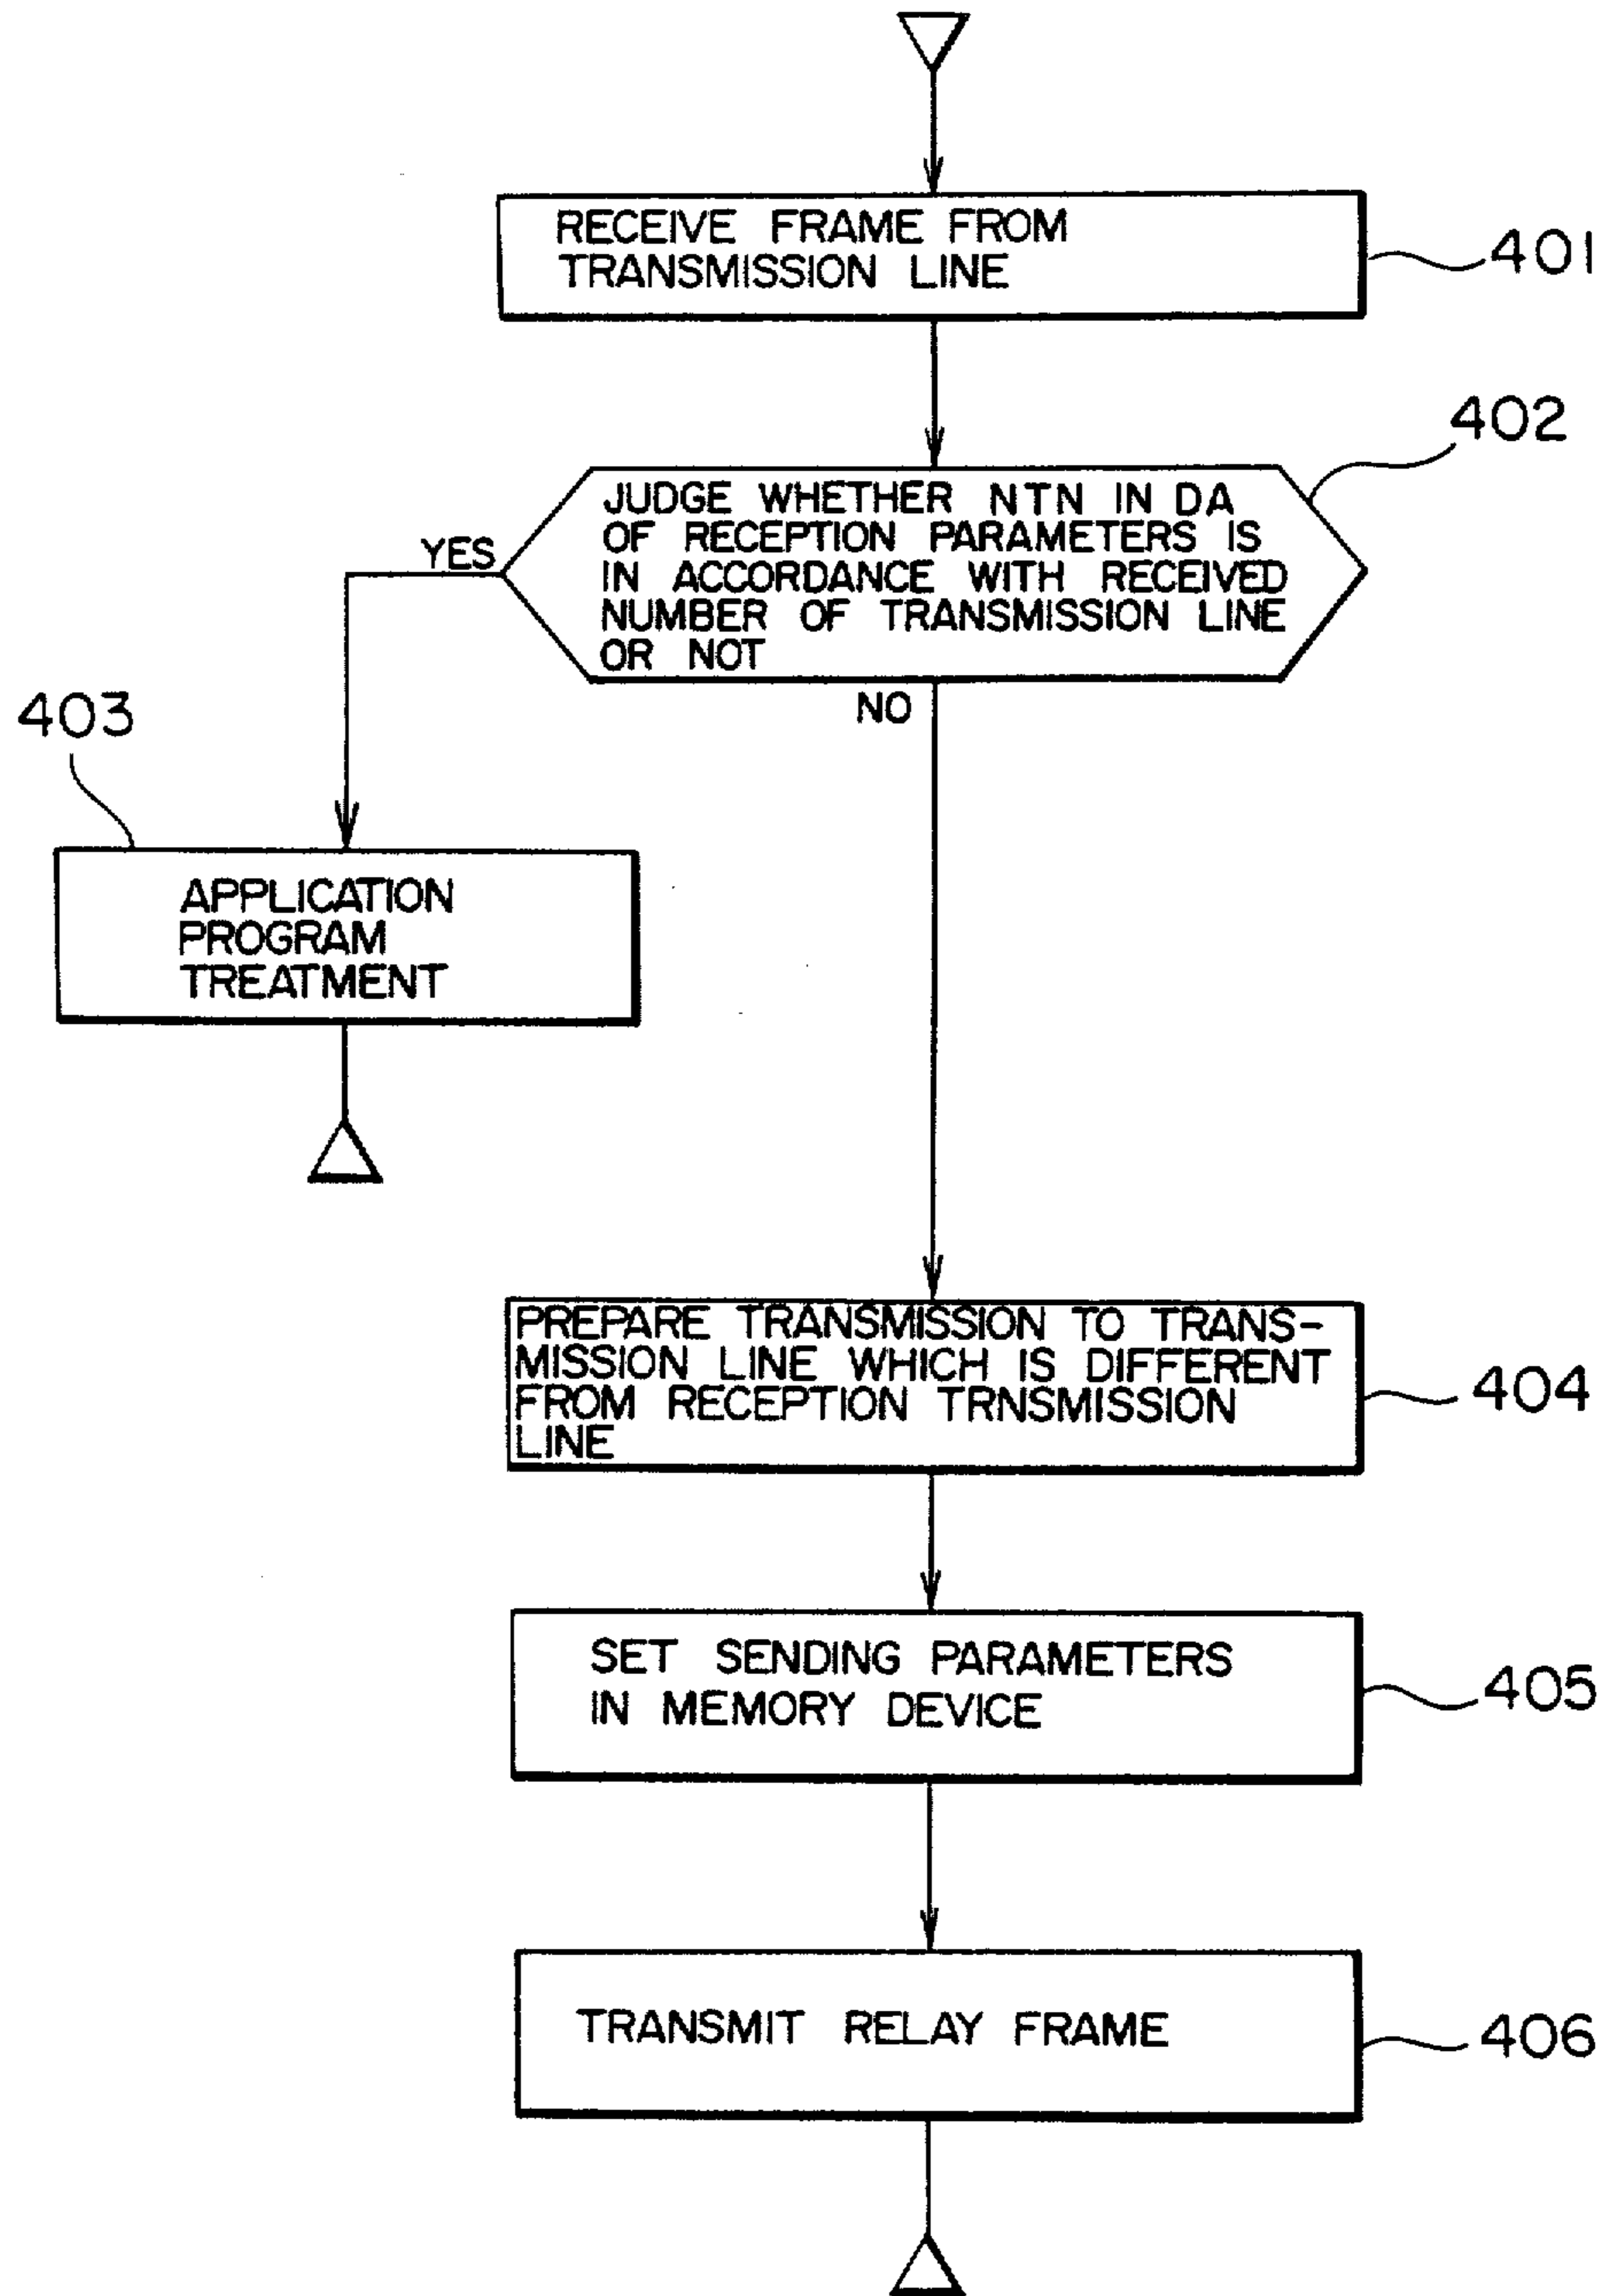 RECEIVE FRAME FROM
TRANSMISSION LINE
401
402
JUDGE WHETHER NTN IN DA
OF RECEPTION PARAMETERS IS
IN ACCORDANCE WITH RECEIVED
NUMBER OF TRANSMISSION LINE
OR NOT
YES
NO
403
APPLICATION
PROGRAM
TREATMENT
PREPARE TRANSMISSION TO TRANS-
MISSION LINE WHICH IS DIFFERENT
FROM RECEPTION TRNSMISSION
LINE
404
SET SENDING PARAMETERS
IN MEMORY DEVICE
405
TRANSMIT RELAY FRAME
406